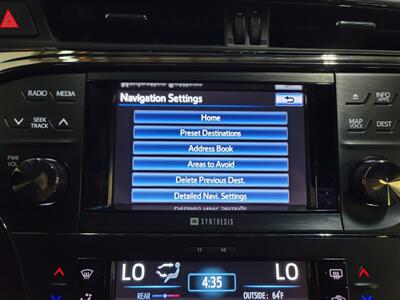 Navigation Settings
RADIO
MEDIA
INFO
APPS
Home
Preset Destinations
SEEK
TRACK
Address Book
MAP
VOICE
DEST
Areas to Avoid
PWR
VOL
Delete Previous Dest.
Detailed Navi. Settings
JBL SYNTHESIS
H M
LO
LO
4:35
REAR
OUTSIDE: 64°F